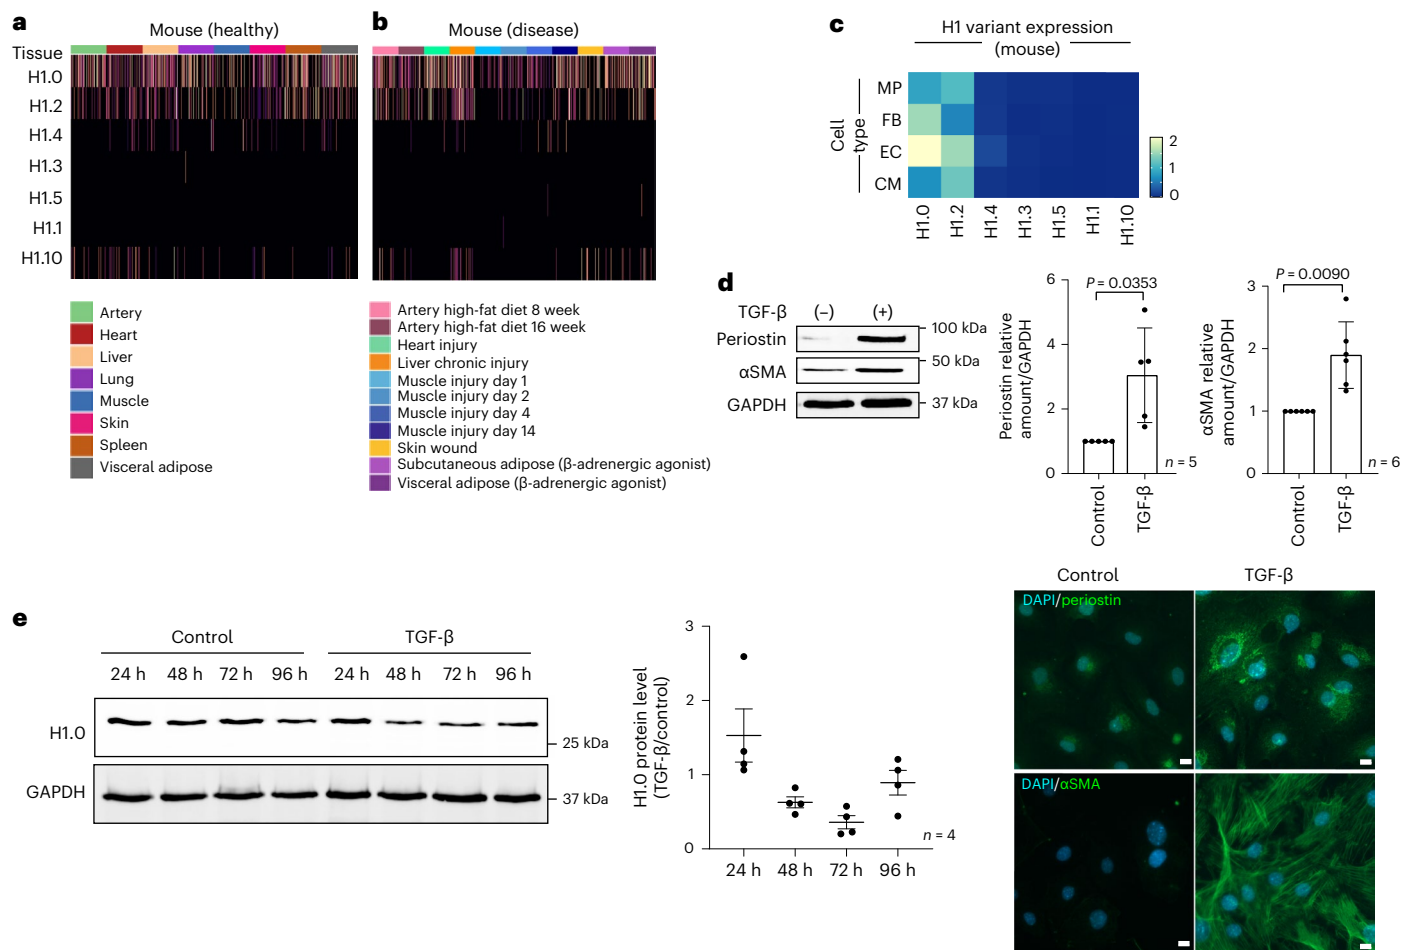 a
Mouse (healthy)
Tissue
H1.0
H1.2
H1.4
H1.3
H1.5
H1.1
H1.10
Artery
Heart
Liver
Lung
Muscle
Skin
Spleen
Visceral adipose
b
Mouse (disease)
Artery high-fat diet 8 week
Artery high-fat diet 16 week
Heart injury
Liver chronic injury
Muscle injury day 1
Muscle injury day 2
Muscle injury day 4
Muscle injury day 14
Skin wound
Subcutaneous adipose (β-adrenergic agonist)
Visceral adipose (β-adrenergic agonist)
c
H1 variant expression
(mouse)
Cell
type
MP
FB
EC
CM
2
1
0
H1.0
H1.2
H1.4
H1.3
H1.5
H1.1
H1.10
d
TGF-β (–) (+)
Periostin
100 kDa
αSMA
50 kDa
GAPDH
37 kDa
Periostin relative
amount/GAPDH
6
4
2
0
P = 0.0353
n = 5
Control
TGF-β
αSMA relative
amount/GAPDH
3
2
1
0
P = 0.0090
n = 6
Control
TGF-β
Control
TGF-β
DAPI/periostin
DAPI/αSMA
e
Control
TGF-β
24 h 48 h 72 h 96 h 24 h 48 h 72 h 96 h
H1.0
25 kDa
GAPDH
37 kDa
H1.0 protein level
(TGF-β/control)
3
2
1
0
n = 4
24 h 48 h 72 h 96 h